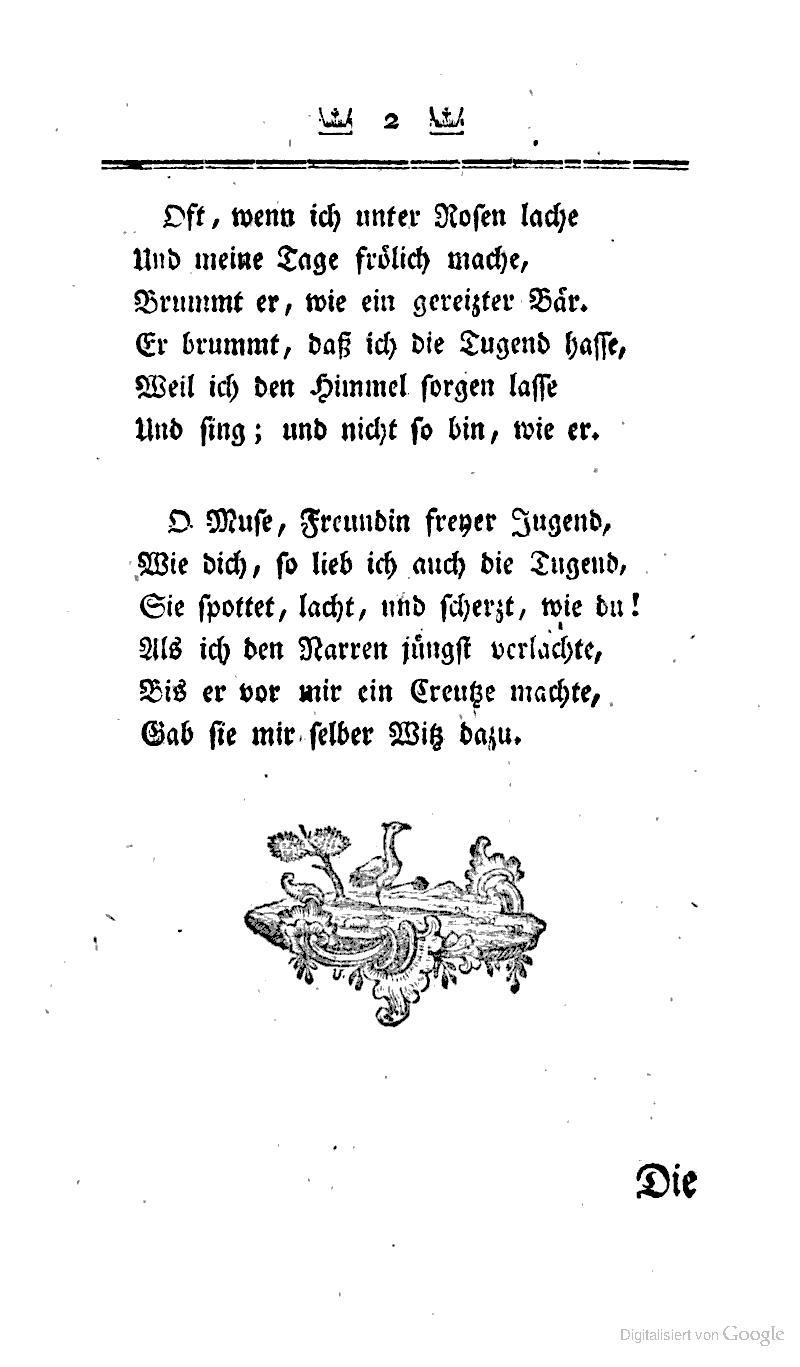 2
Oft, wenn ich unter Rosen lache
Und meine Tage frölich mache,
Brummt er, wie ein gereizter Bär.
Er brummt, daß ich die Tugend hasse,
Weil ich den Himmel sorgen lasse
Und sing; und nicht so bin, wie er.
O Muse, Freundin freyer Jugend,
Wie dich, so lieb ich auch die Tugend,
Sie spottet, lacht, und scherzt, wie du!
Als ich den Narren jüngst verlachte,
Bis er vor mir ein Creutze machte,
Gab sie mir selber Witz dazu.
Die
Digitalisiert von Google